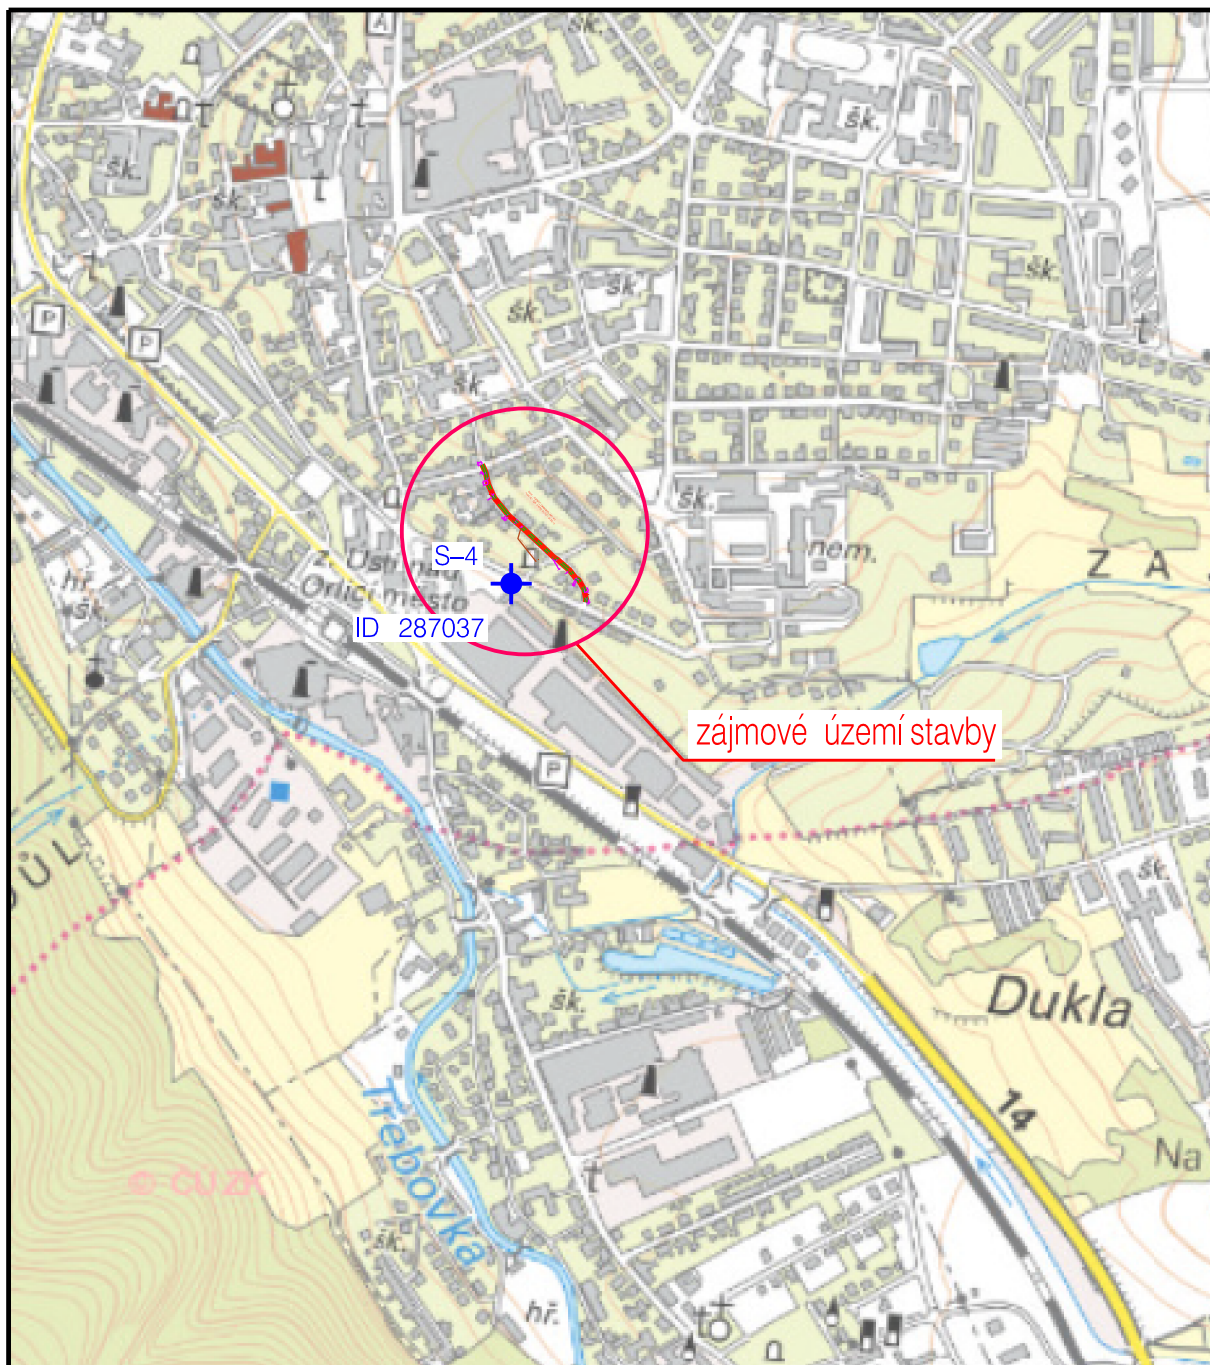 A
šk.
šk.
šk.
šk.
šk.
šk.
šk.
P
P
šk.
šk.
nem.
S–4
Z. Ústí nad
Orlicí město
ID 287037
Z A
hř.
šk.
zájmové území stavby
P
šk.
šk.
Dukla
14
Třebovka
Na
© ČÚZK
šk.
hř.